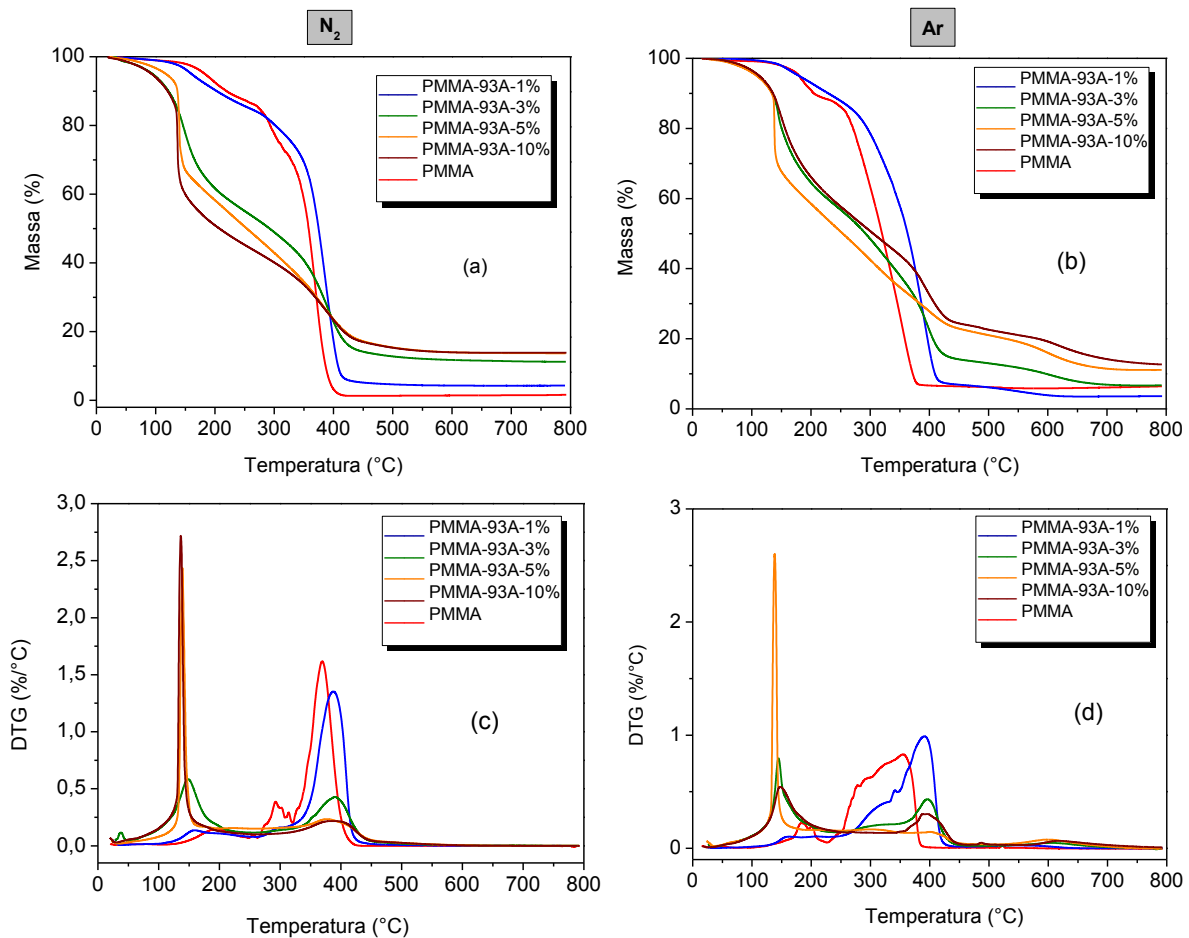 N2
Ar
100
80
60
40
20
0
Massa (%)
PMMA-93A-1%
PMMA-93A-3%
PMMA-93A-5%
PMMA-93A-10%
PMMA
(a)
0 100 200 300 400 500 600 700 800
Temperatura (°C)
100
80
60
40
20
0
Massa (%)
PMMA-93A-1%
PMMA-93A-3%
PMMA-93A-5%
PMMA-93A-10%
PMMA
(b)
0 100 200 300 400 500 600 700 800
Temperatura (°C)
3,0
2,5
2,0
1,5
1,0
0,5
0,0
DTG (%/°C)
PMMA-93A-1%
PMMA-93A-3%
PMMA-93A-5%
PMMA-93A-10%
PMMA
(c)
0 100 200 300 400 500 600 700 800
Temperatura (°C)
3
2
1
0
DTG (%/°C)
PMMA-93A-1%
PMMA-93A-3%
PMMA-93A-5%
PMMA-93A-10%
PMMA
(d)
0 100 200 300 400 500 600 700 800
Temperatura (°C)